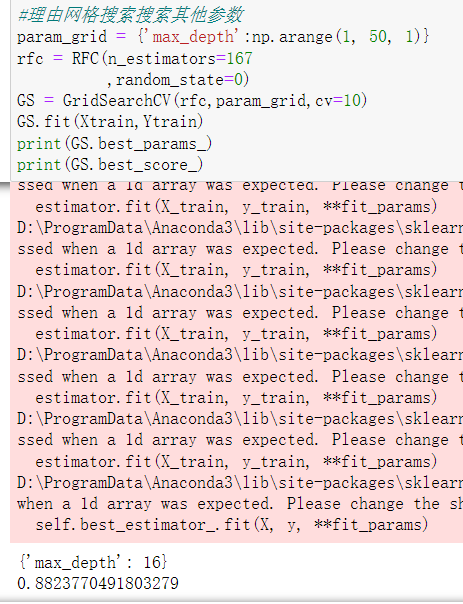 #理由网格搜索搜索其他参数
param_grid = {'max_depth':np.arange(1, 50, 1)}
rfc = RFC(n_estimators=167
,random_state=0)
GS = GridSearchCV(rfc,param_grid,cv=10)
GS.fit(Xtrain,Ytrain)
print(GS.best_params_)
print(GS.best_score_)
ssed when a 1d array was expected. Please change t
estimator.fit(X_train, y_train, **fit_params)
D:\ProgramData\Anaconda3\lib\site-packages\sklearn
ssed when a 1d array was expected. Please change t
estimator.fit(X_train, y_train, **fit_params)
D:\ProgramData\Anaconda3\lib\site-packages\sklearn
ssed when a 1d array was expected. Please change t
estimator.fit(X_train, y_train, **fit_params)
D:\ProgramData\Anaconda3\lib\site-packages\sklearn
ssed when a 1d array was expected. Please change t
estimator.fit(X_train, y_train, **fit_params)
D:\ProgramData\Anaconda3\lib\site-packages\sklearn
ssed when a 1d array was expected. Please change t
estimator.fit(X_train, y_train, **fit_params)
D:\ProgramData\Anaconda3\lib\site-packages\sklearn
when a 1d array was expected. Please change the sh
self.best_estimator_.fit(X, y, **fit_params)
{'max_depth': 16}
0.8823770491803279